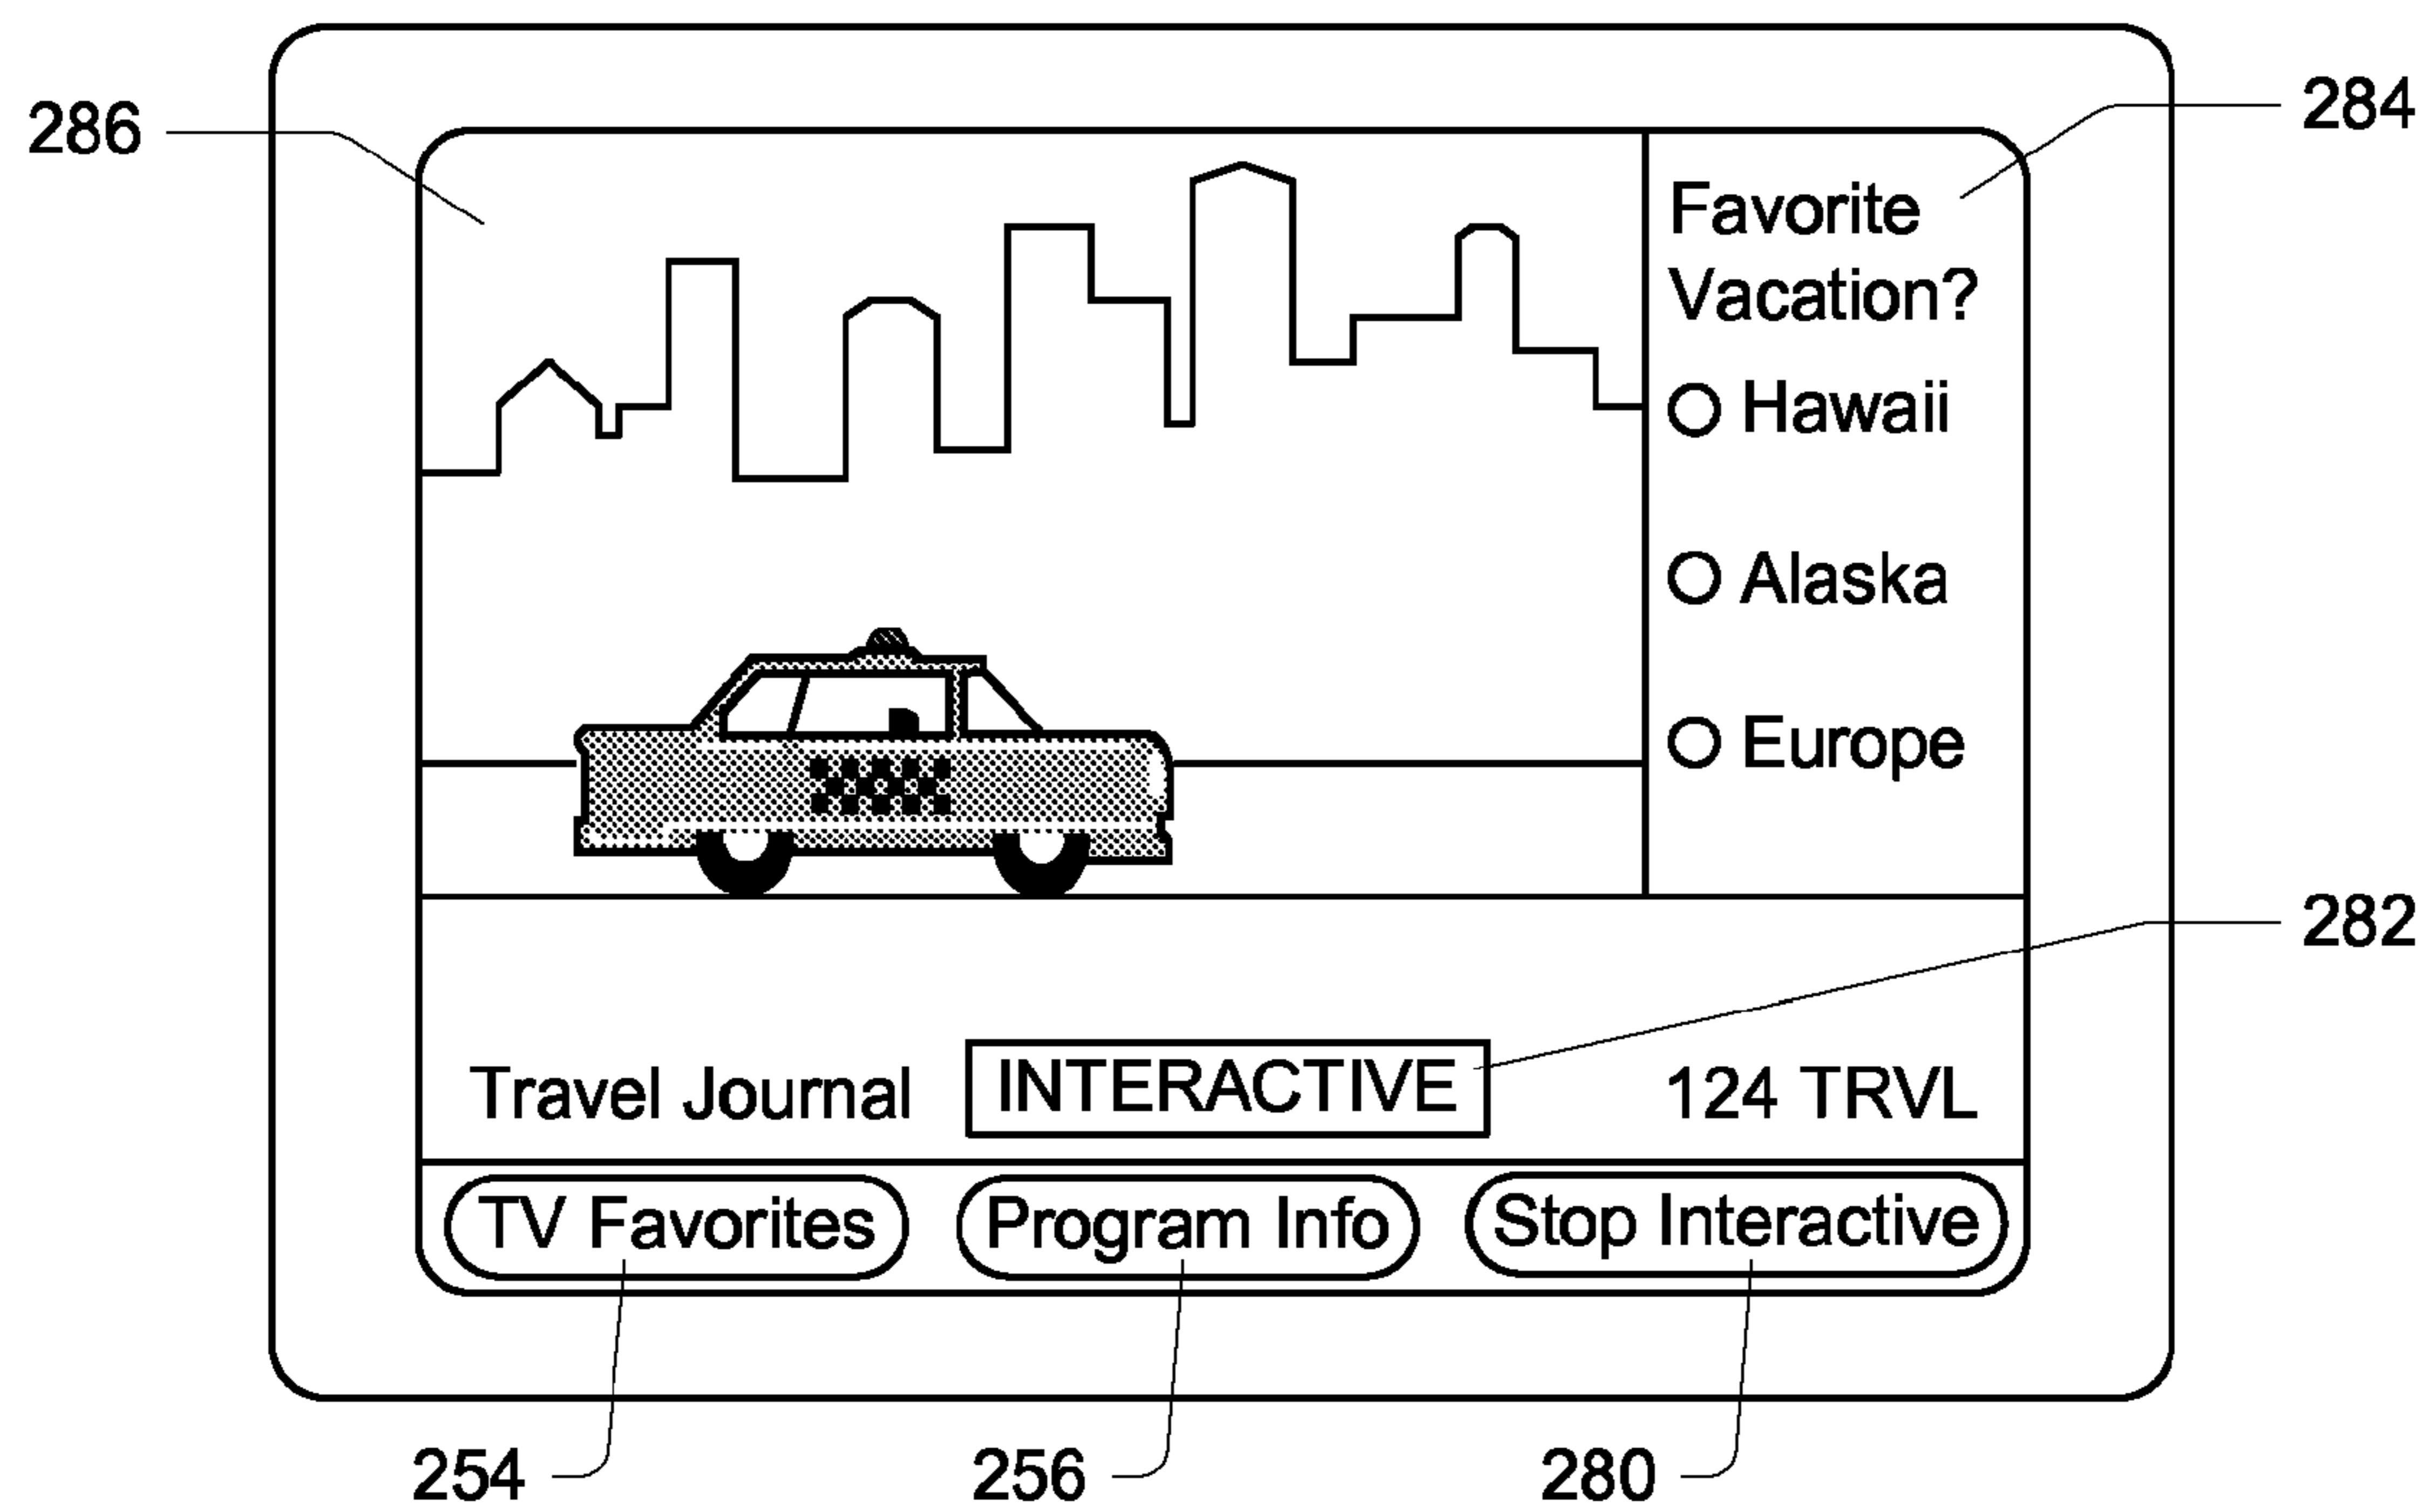 286
284
Favorite
Vacation?
Hawaii
Alaska
Europe
282
Travel Journal
INTERACTIVE
124 TRVL
TV Favorites
Program Info
Stop Interactive
254
256
280